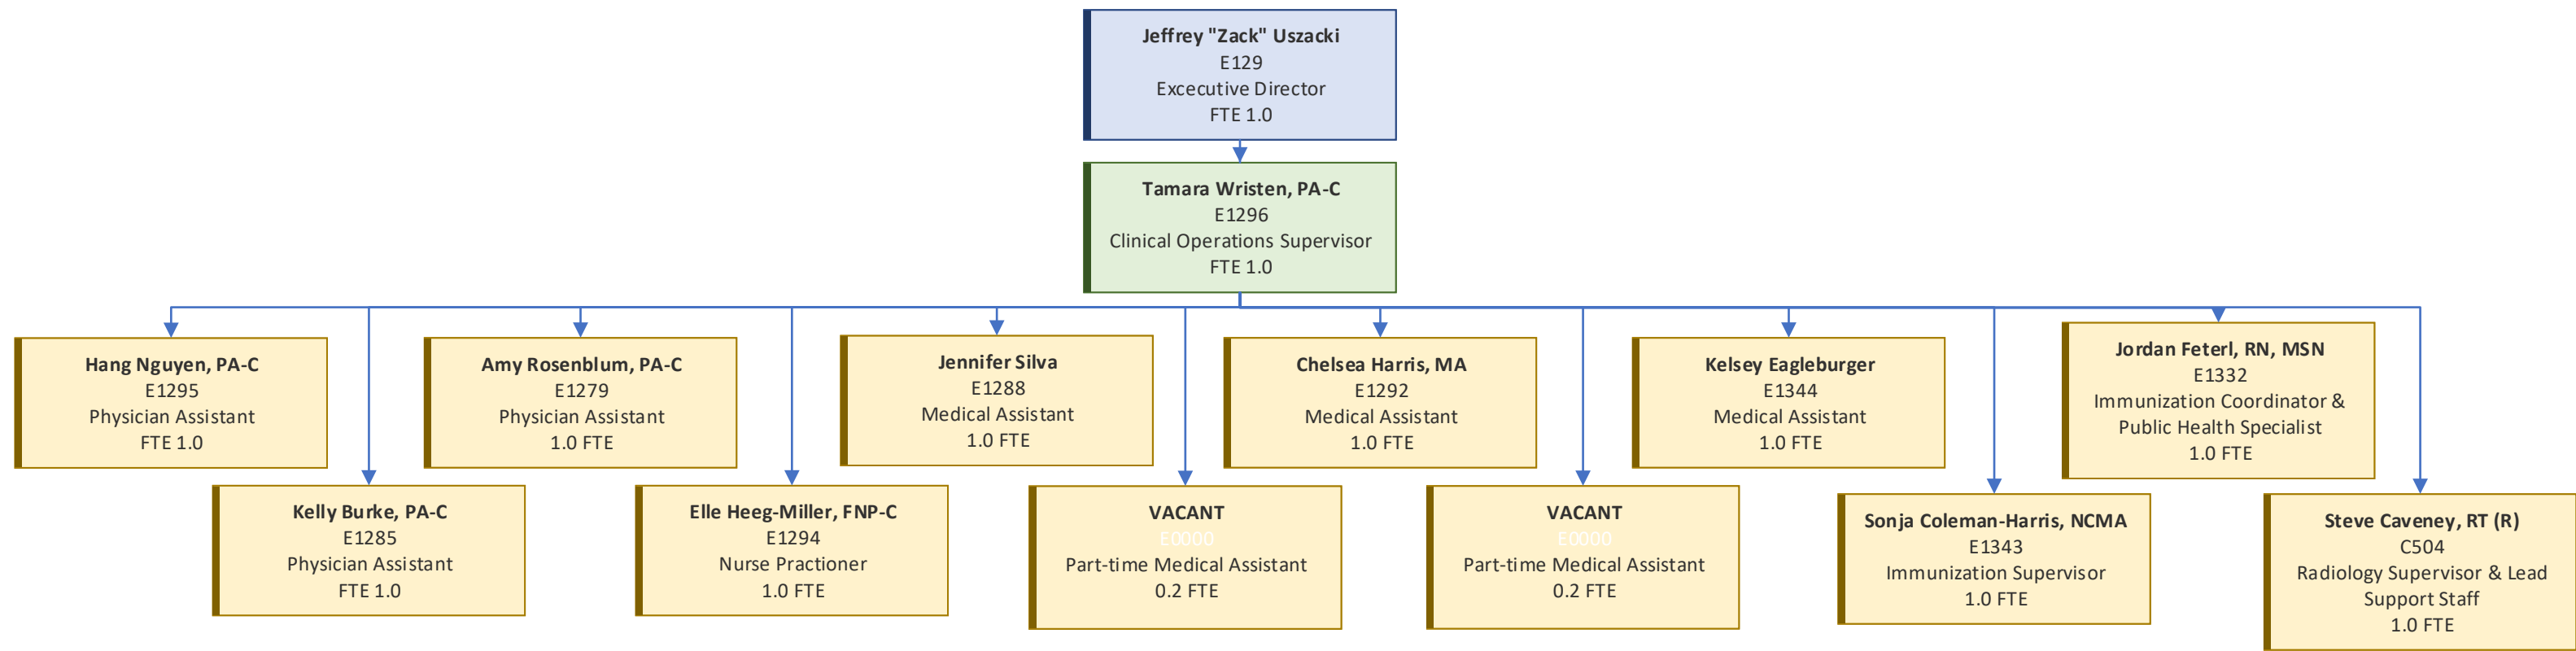 Jeffrey "Zack" Uszacki
E129
Excecutive Director
FTE 1.0
Tamara Wristen, PA-C
E1296
Clinical Operations Supervisor
FTE 1.0
Hang Nguyen, PA-C
E1295
Physician Assistant
FTE 1.0
Amy Rosenblum, PA-C
E1279
Physician Assistant
1.0 FTE
Jennifer Silva
E1288
Medical Assistant
1.0 FTE
Chelsea Harris, MA
E1292
Medical Assistant
1.0 FTE
Kelsey Eagleburger
E1344
Medical Assistant
1.0 FTE
Jordan Feterl, RN, MSN
E1332
Immunization Coordinator &
Public Health Specialist
1.0 FTE
Kelly Burke, PA-C
E1285
Physician Assistant
FTE 1.0
Elle Heeg-Miller, FNP-C
E1294
Nurse Practioner
1.0 FTE
VACANT
E0000
Part-time Medical Assistant
0.2 FTE
VACANT
E0000
Part-time Medical Assistant
0.2 FTE
Sonja Coleman-Harris, NCMA
E1343
Immunization Supervisor
1.0 FTE
Steve Caveney, RT (R)
C504
Radiology Supervisor & Lead
Support Staff
1.0 FTE